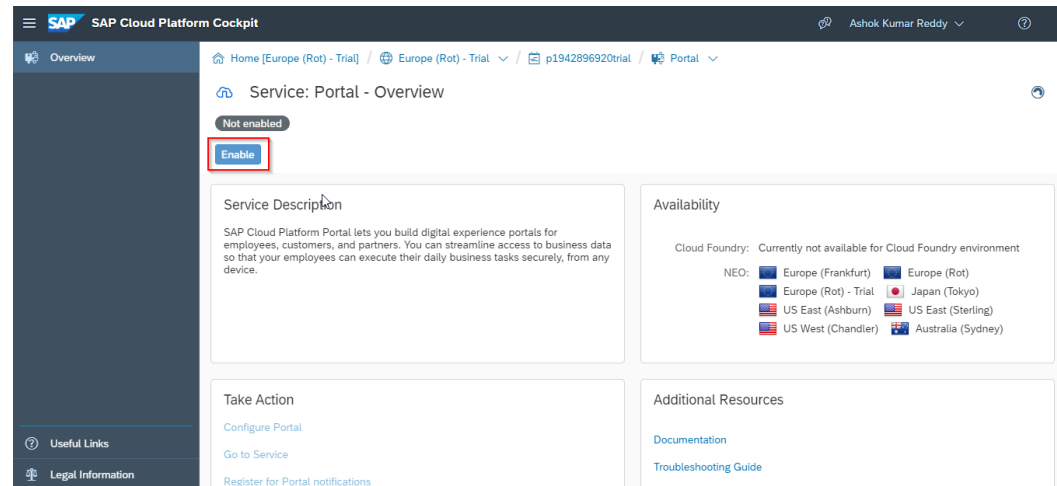 SAP SAP Cloud Platform Cockpit
Ashok Kumar Reddy
Overview
Home [Europe (Rot) - Trial] / Europe (Rot) - Trial / p1942896920trial / Portal
Service: Portal - Overview
Not enabled
Enable
Service Description
SAP Cloud Platform Portal lets you build digital experience portals for
employees, customers, and partners. You can streamline access to business data
so that your employees can execute their daily business tasks securely, from any
device.
Availability
Cloud Foundry: Currently not available for Cloud Foundry environment
NEO: Europe (Frankfurt) Europe (Rot)
Europe (Rot) - Trial Japan (Tokyo)
US East (Ashburn) US East (Sterling)
US West (Chandler) Australia (Sydney)
Take Action
Configure Portal
Go to Service
Register for Portal notifications
Additional Resources
Documentation
Troubleshooting Guide
Useful Links
Legal Information